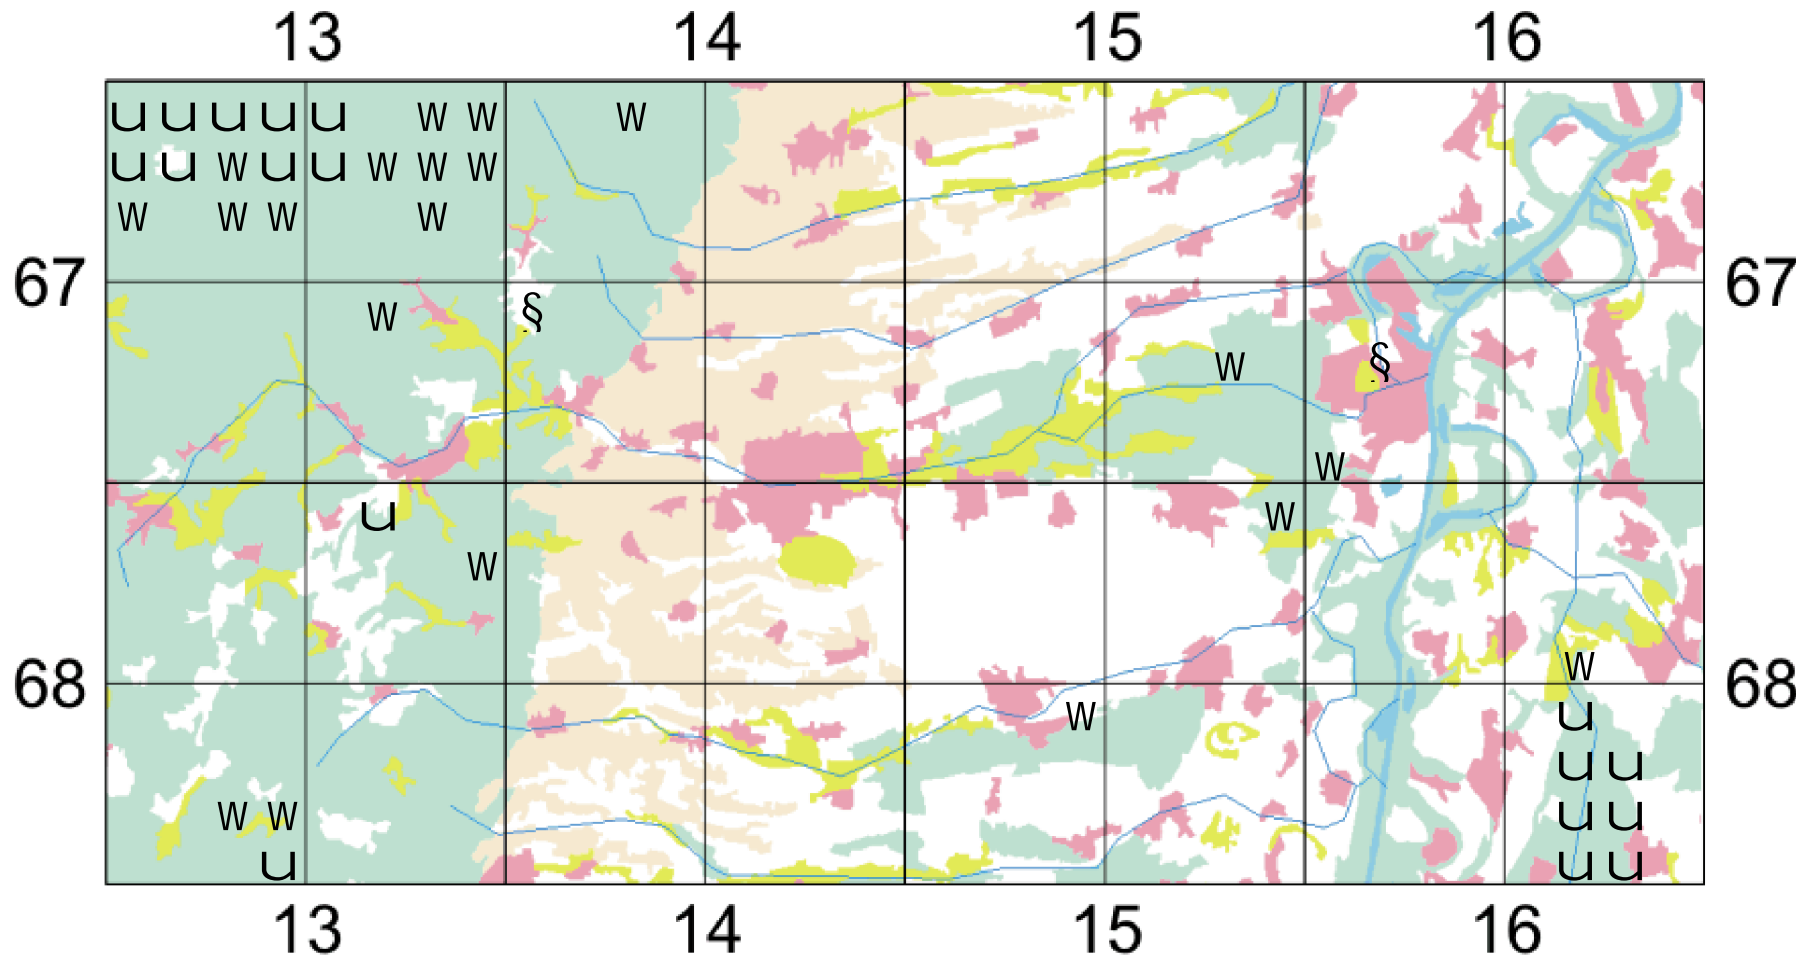 13 14 15 16
u u u u u w w w
u u w u u w w w
w w w w
67 67
§
w
w §
w
u w
w
w
68 68
u w
u u
w w u u
u u u
13 14 15 16